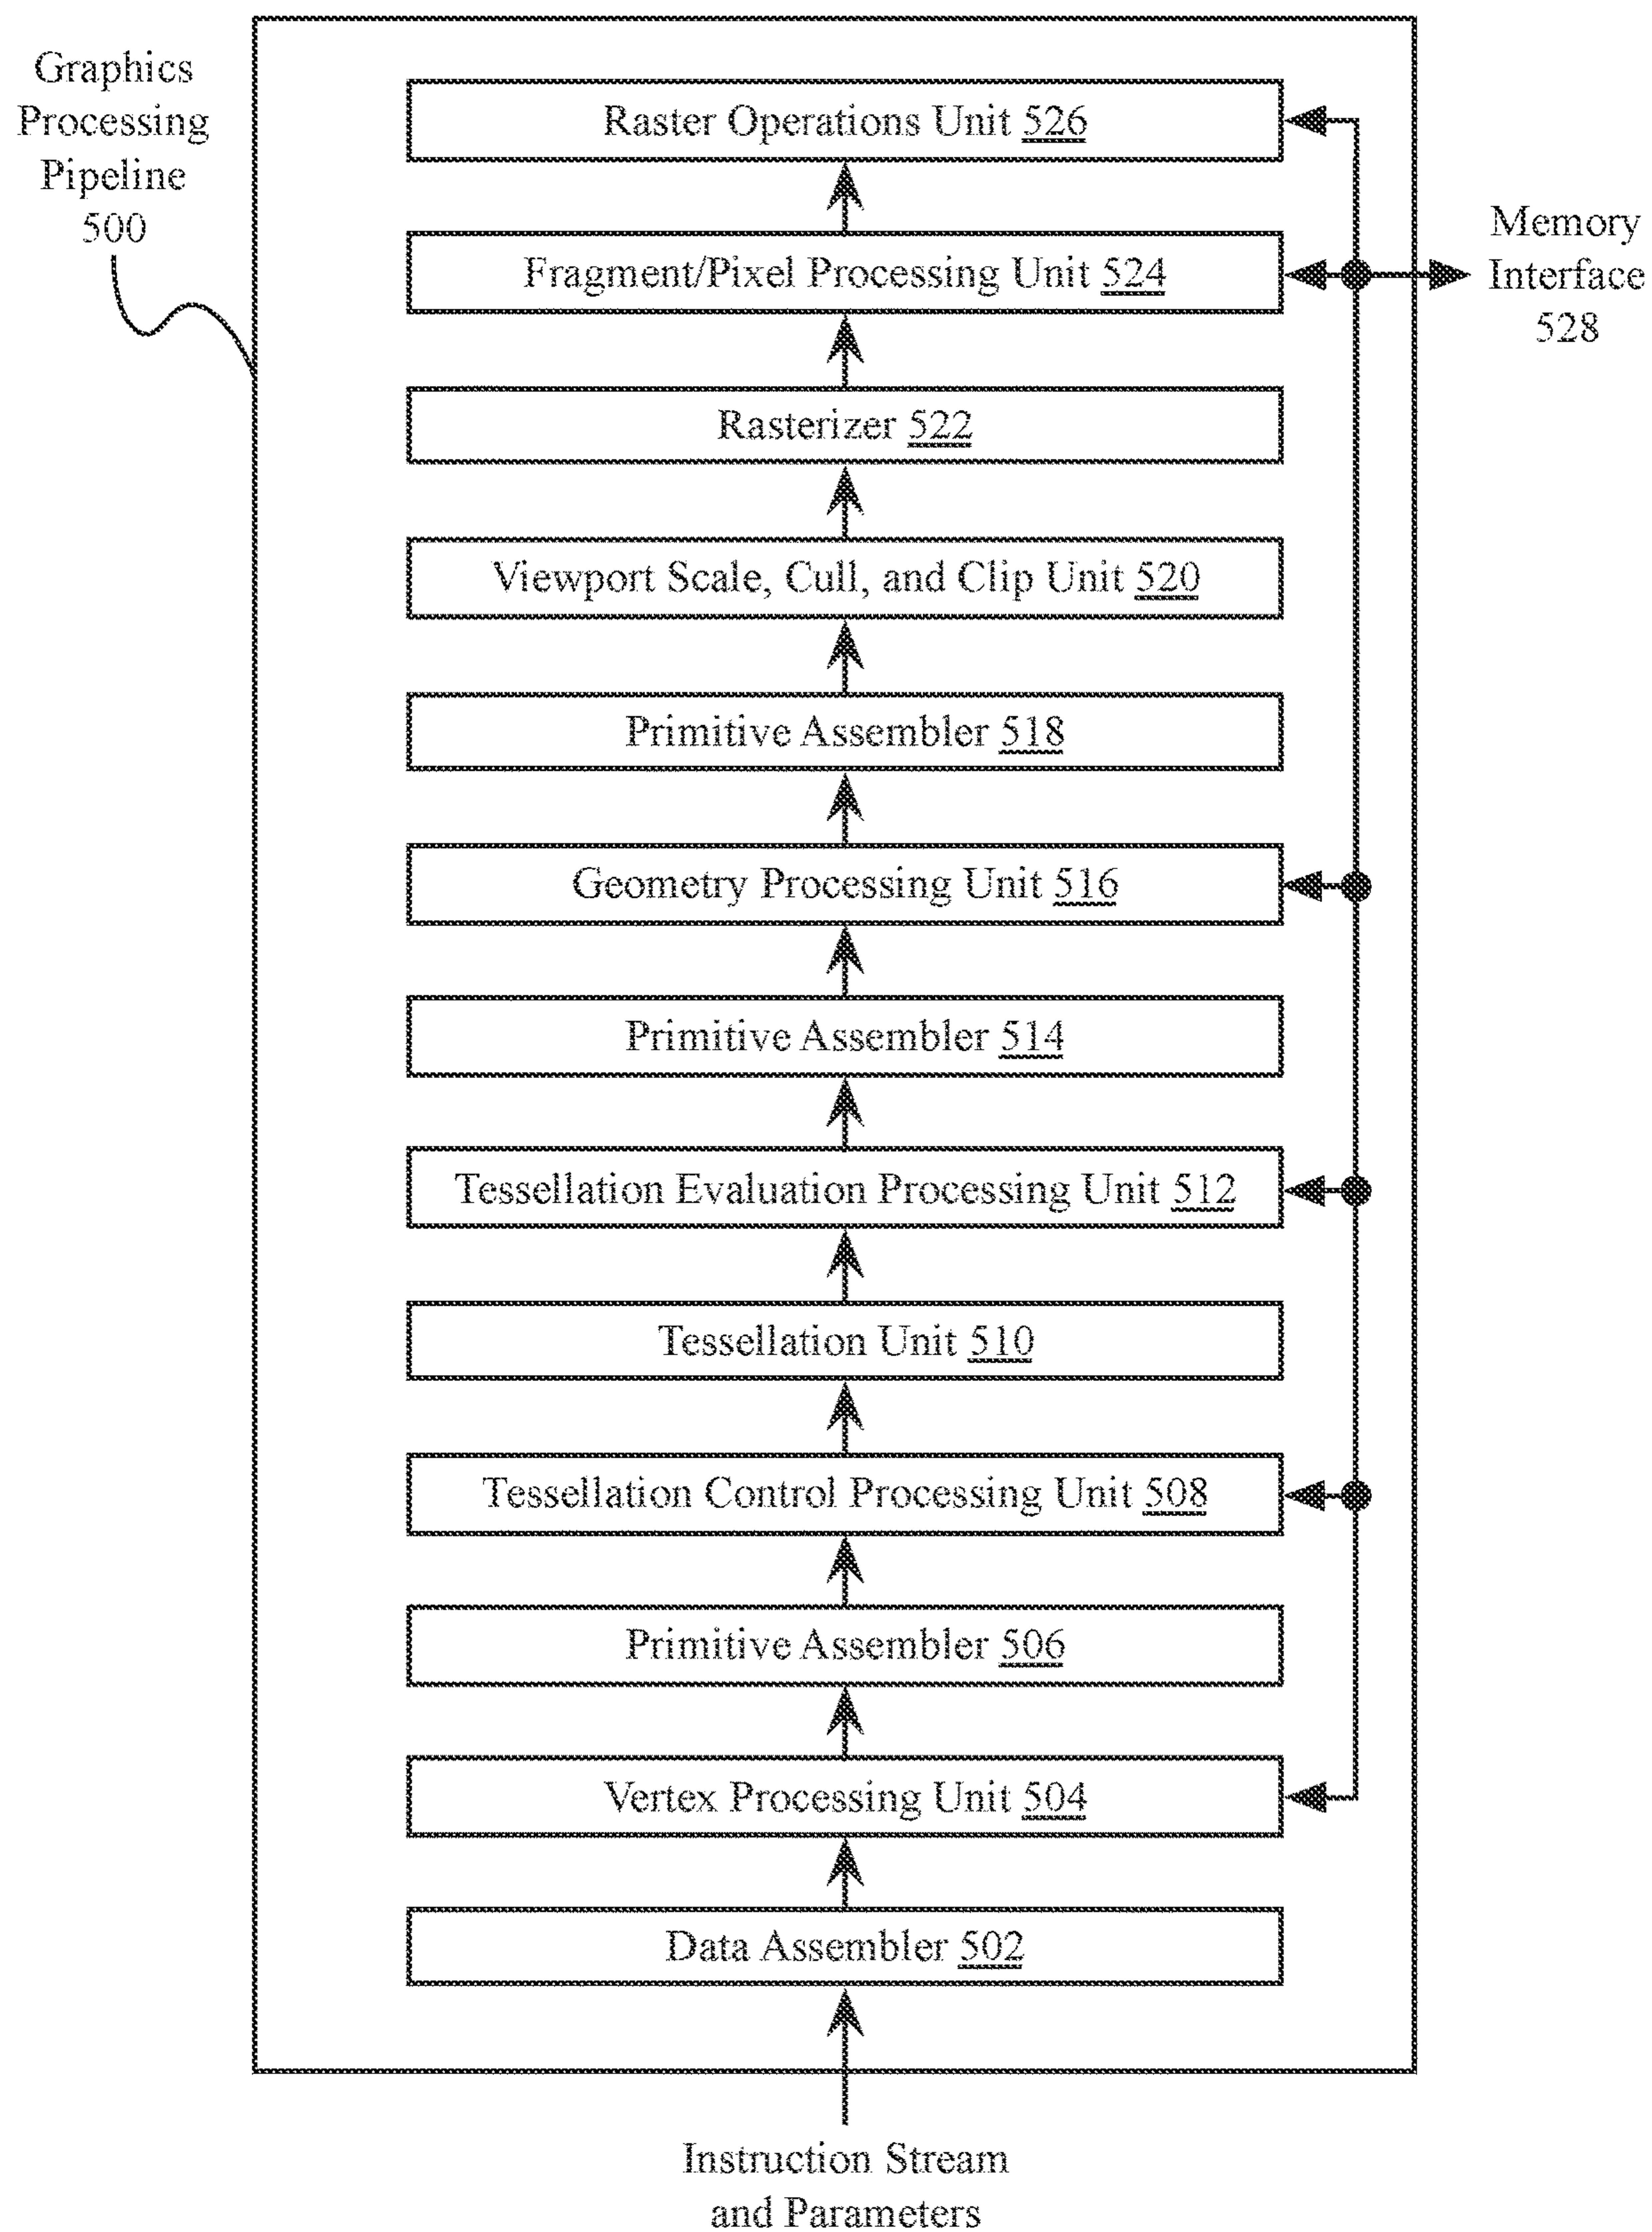 Graphics
Processing
Pipeline
500
Raster Operations Unit 526
Fragment/Pixel Processing Unit 524
Memory
Interface
528
Rasterizer 522
Viewport Scale, Cull, and Clip Unit 520
Primitive Assembler 518
Geometry Processing Unit 516
Primitive Assembler 514
Tessellation Evaluation Processing Unit 512
Tessellation Unit 510
Tessellation Control Processing Unit 508
Primitive Assembler 506
Vertex Processing Unit 504
Data Assembler 502
Instruction Stream
and Parameters